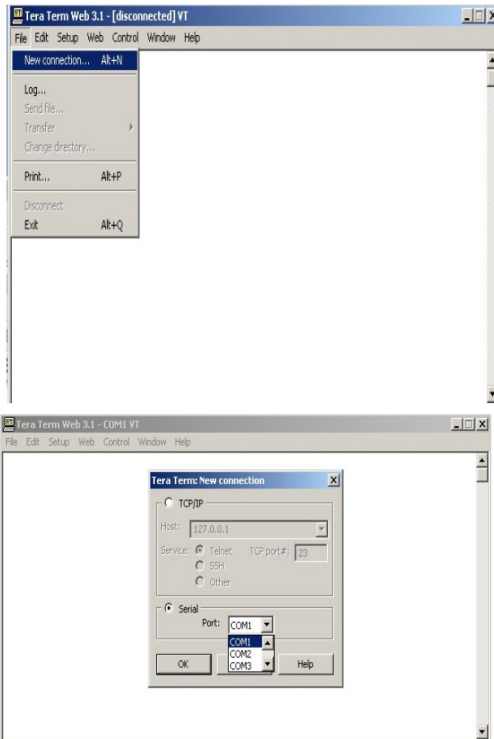 Tera Term Web 3.1 - [disconnected] VT
File Edit Setup Web Control Window Help
New connection... Alt+N
Log...
Send file...
Transfer
Change directory...
Print... Alt+P
Disconnect
Exit Alt+Q
Tera Term Web 3.1 - COM1 VT
File Edit Setup Web Control Window Help
Tera Term: New connection
TCP/IP
Host: 127.0.0.1
Service: Telnet TCP port#: 23
SSH
Other
Serial
Port: COM1
COM1
COM2
COM3
OK Help